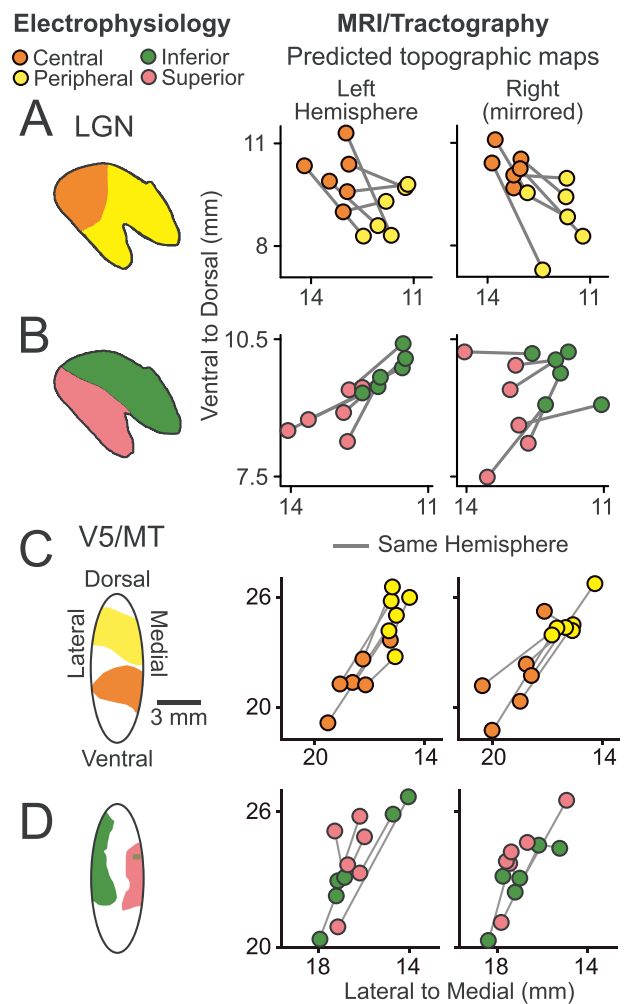 Electrophysiology
MRI/Tractography
Central
Inferior
Peripheral
Superior
Predicted topographic maps
Left
Hemisphere
Right
(mirrored)
A
LGN
11
8
14
11
14
11
Ventral to Dorsal (mm)
B
10.5
7.5
14
11
14
11
C
V5/MT
Same Hemisphere
Dorsal
Lateral
Medial
3 mm
Ventral
26
20
20
14
20
14
D
26
20
18
14
18
14
Lateral to Medial (mm)